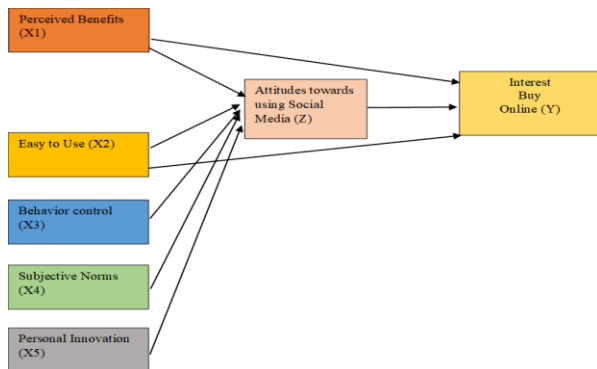 Perceived Benefits
(X1)
Attitudes towards
using Social
Media (Z)
Interest
Buy
Online (Y)
Easy to Use (X2)
Behavior control
(X3)
Subjective Norms
(X4)
Personal Innovation
(X5)